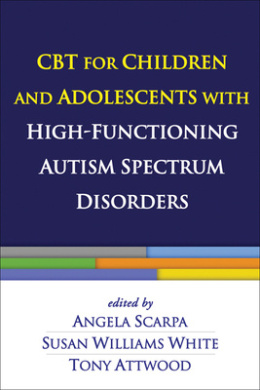 CBT for Children
and Adolescents with
High-Functioning
Autism Spectrum
Disorders
edited by
Angela Scarpa
Susan Williams White
Tony Attwood